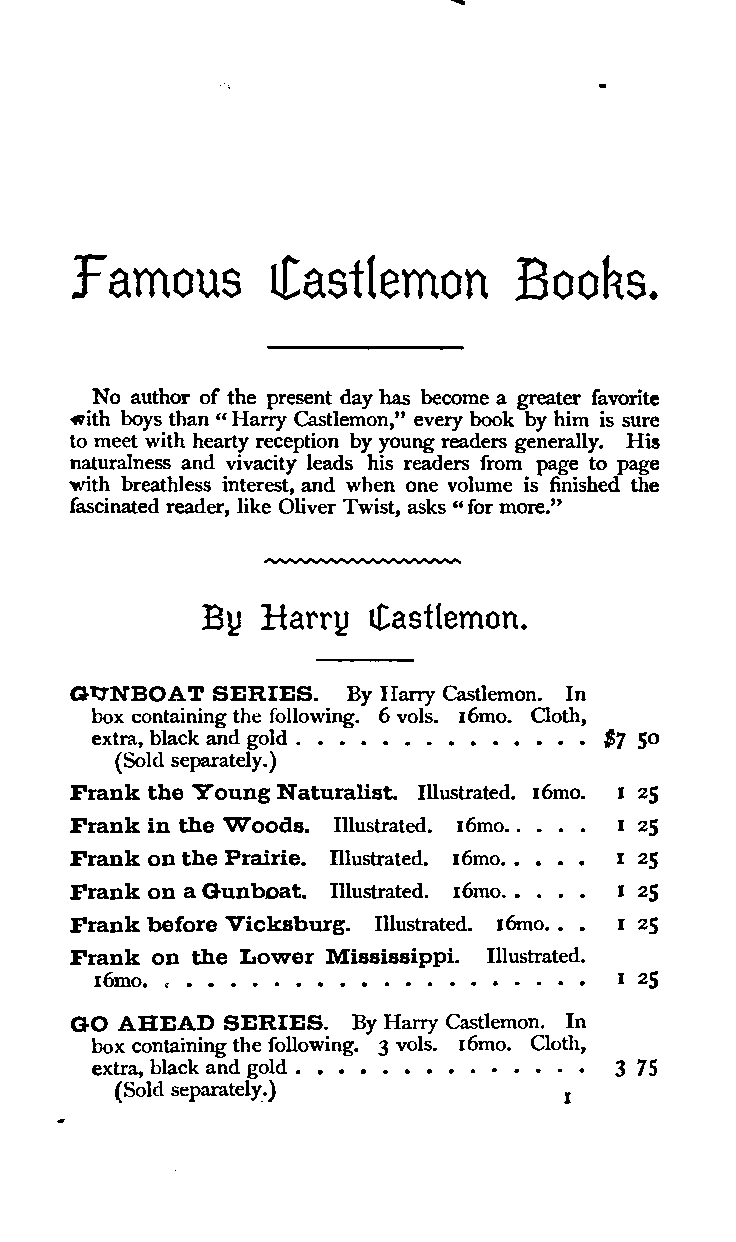 Famous Castlemon Books.
No author of the present day has become a greater favorite
with boys than "Harry Castlemon," every book by him is sure
to meet with hearty reception by young readers generally. His
naturalness and vivacity leads his readers from page to page
with breathless interest, and when one volume is finished the
fascinated reader, like Oliver Twist, asks "for more."
By Harry Castlemon.
GUNBOAT SERIES. By Harry Castlemon. In
box containing the following. 6 vols. 16mo. Cloth,
extra, black and gold . . . . . . . . . . . . . . $7 50
(Sold separately.)
Frank the Young Naturalist. Illustrated. 16mo. 1 25
Frank in the Woods. Illustrated. 16mo. . . . . 1 25
Frank on the Prairie. Illustrated. 16mo. . . . . 1 25
Frank on a Gunboat. Illustrated. 16mo. . . . . 1 25
Frank before Vicksburg. Illustrated. 16mo. . . 1 25
Frank on the Lower Mississippi. Illustrated.
16mo. . . . . . . . . . . . . . . . . . . . . 1 25
GO AHEAD SERIES. By Harry Castlemon. In
box containing the following. 3 vols. 16mo. Cloth,
extra, black and gold . . . . . . . . . . . . . . 3 75
(Sold separately.) 1